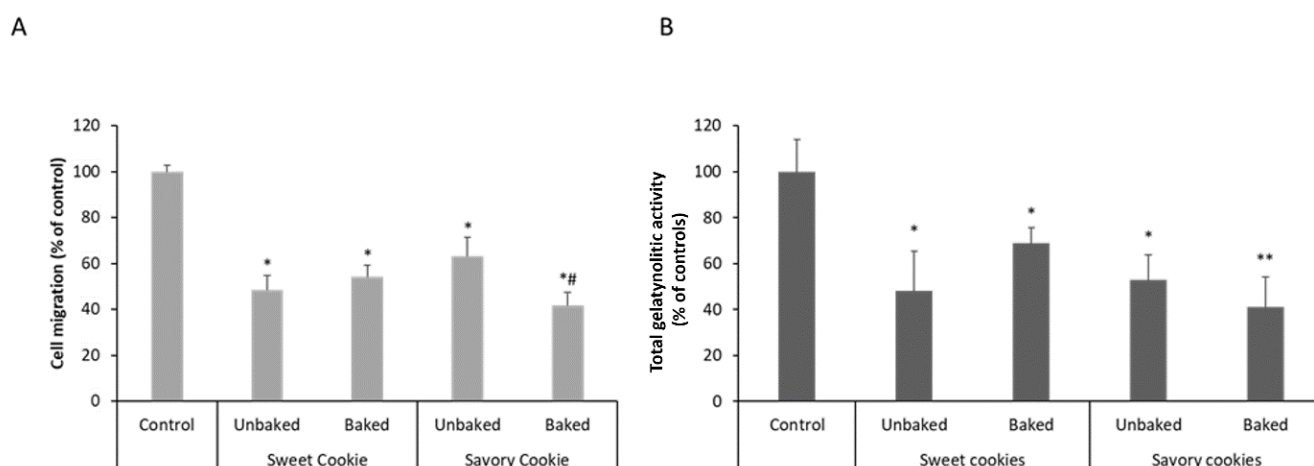 A
B
Cell migration (% of control)
120
100
80
60
40
20
0
*
*
*
*#
Control
Unbaked
Baked
Unbaked
Baked
Sweet Cookie
Savory Cookie
Total gelatynolitic activity
(% of controls)
120
100
80
60
40
20
0
*
*
*
**
Control
Unbaked
Baked
Unbaked
Baked
Sweet cookies
Savory cookies